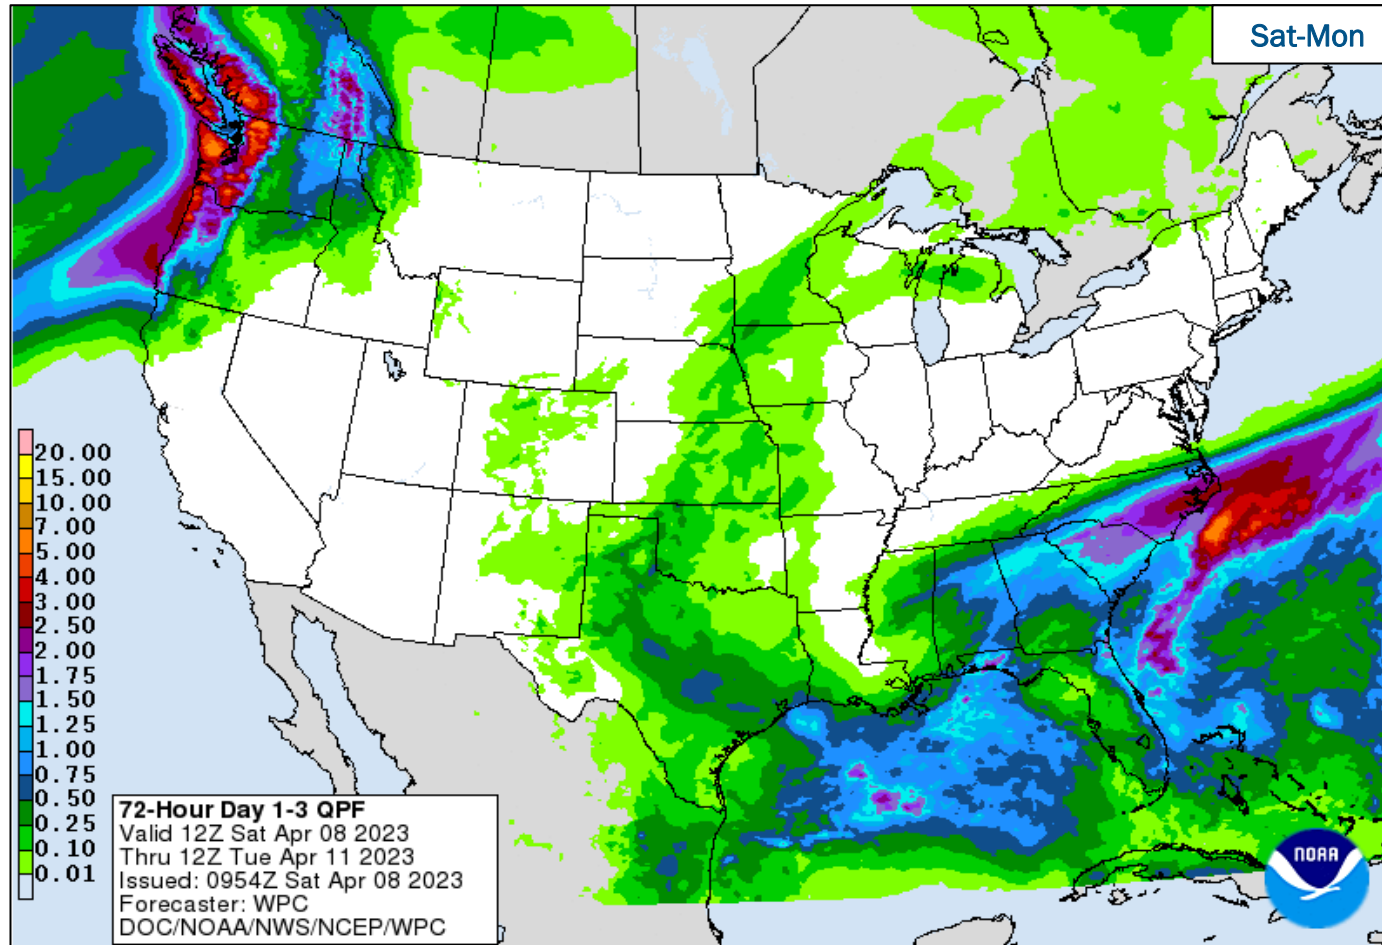 Sat-Mon
20.00
15.00
10.00
7.00
5.00
4.00
3.00
2.50
2.00
1.75
1.50
1.25
1.00
0.75
0.50
0.25
0.10
0.01
72-Hour Day 1-3 QPF
Valid 12Z Sat Apr 08 2023
Thru 12Z Tue Apr 11 2023
Issued: 0954Z Sat Apr 08 2023
Forecaster: WPC
DOC/NOAA/NWS/NCEP/WPC
NOAA